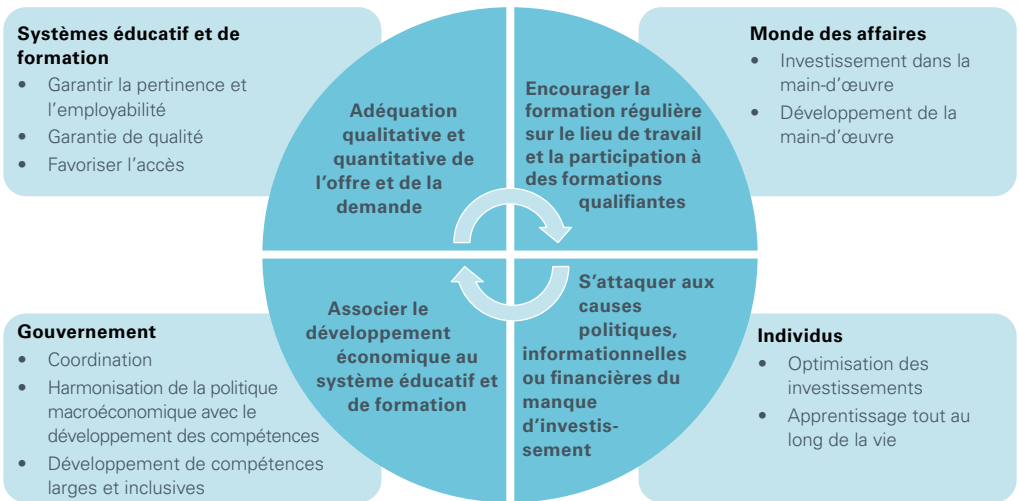 Systèmes éducatif et de
formation
• Garantir la pertinence et
l'employabilité
• Garantie de qualité
• Favoriser l'accès
Adéquation
qualitative et
quantitative de
l'offre et de la
demande
Encourager la
formation régulière
sur le lieu de travail
et la participation à
des formations
qualifiantes
Monde des affaires
• Investissement dans la
main-d'œuvre
• Développement de la
main-d'œuvre
Gouvernement
• Coordination
• Harmonisation de la politique
macroéconomique avec le
développement des compétences
• Développement de compétences
larges et inclusives
Associer le
développement
économique au
système éducatif et
de formation
S'attaquer aux
causes
politiques,
informationnelles
ou financières du
manque
d'investis-
sement
Individus
• Optimisation des
investissements
• Apprentissage tout au
long de la vie